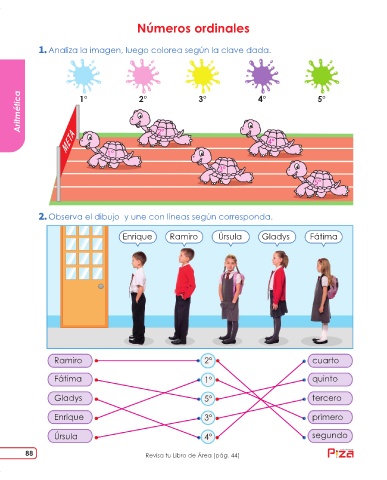 Números ordinales
1. Analiza la imagen, luego colorea según la clave dada.
1° 2° 3° 4° 5°
Aritmética
META
2. Observa el dibujo y une con líneas según corresponda.
Enrique Ramiro Úrsula Gladys Fátima
Ramiro 2° cuarto
Fátima 1° quinto
Gladys 5° tercero
Enrique 3° primero
Úrsula 4° segundo
88 Revisa tu Libro de Área (pág. 44) Piza